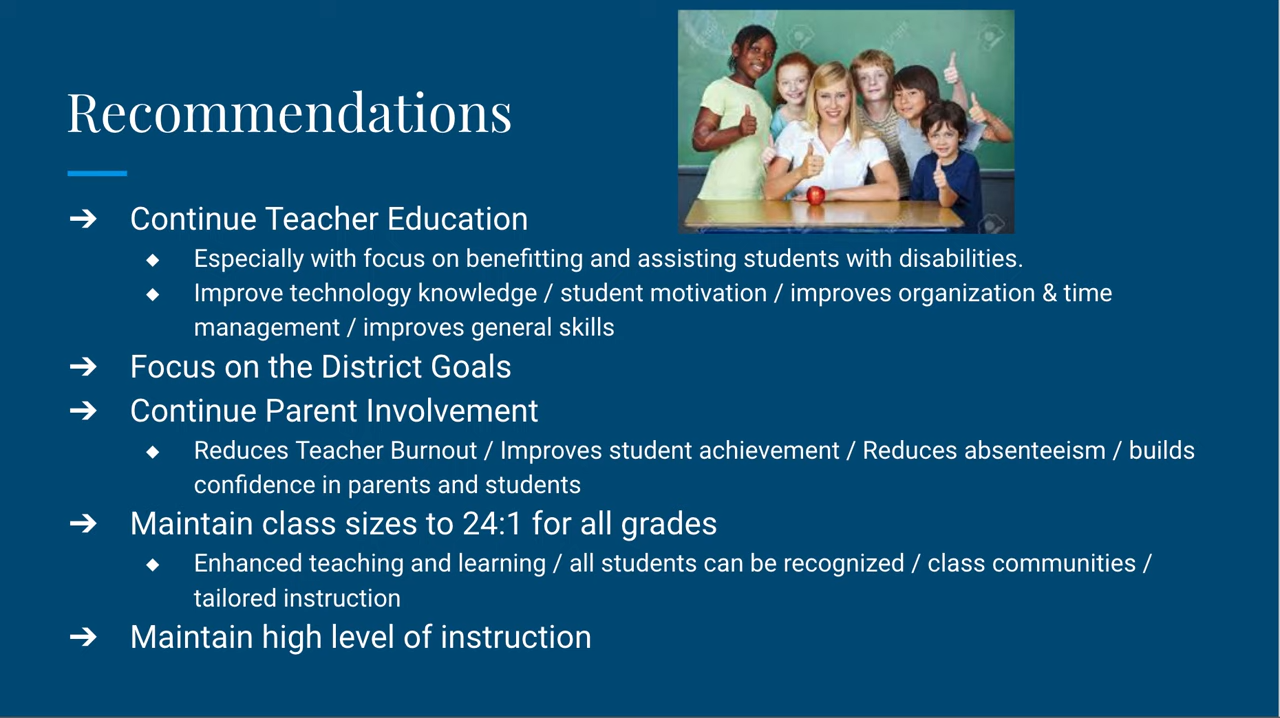 Recommendations
➔ Continue Teacher Education
◆ Especially with focus on benefitting and assisting students with disabilities.
◆ Improve technology knowledge / student motivation / improves organization & time
management / improves general skills
➔ Focus on the District Goals
➔ Continue Parent Involvement
◆ Reduces Teacher Burnout / Improves student achievement / Reduces absenteeism / builds
confidence in parents and students
➔ Maintain class sizes to 24:1 for all grades
◆ Enhanced teaching and learning / all students can be recognized / class communities /
tailored instruction
➔ Maintain high level of instruction